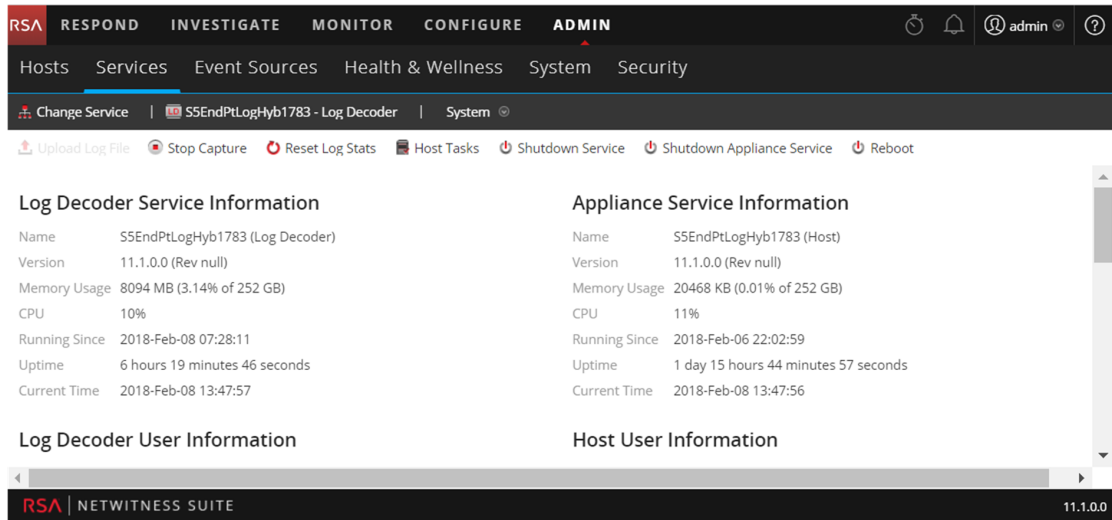 RSA RESPOND INVESTIGATE MONITOR CONFIGURE ADMIN admin ?
Hosts Services Event Sources Health & Wellness System Security
Change Service | LD S5EndPtLogHyb1783 - Log Decoder | System
Upload Log File Stop Capture Reset Log Stats Host Tasks Shutdown Service Shutdown Appliance Service Reboot
Log Decoder Service Information
Name S5EndPtLogHyb1783 (Log Decoder)
Version 11.1.0.0 (Rev null)
Memory Usage 8094 MB (3.14% of 252 GB)
CPU 10%
Running Since 2018-Feb-08 07:28:11
Uptime 6 hours 19 minutes 46 seconds
Current Time 2018-Feb-08 13:47:57
Log Decoder User Information
Appliance Service Information
Name S5EndPtLogHyb1783 (Host)
Version 11.1.0.0 (Rev null)
Memory Usage 20468 KB (0.01% of 252 GB)
CPU 11%
Running Since 2018-Feb-06 22:02:59
Uptime 1 day 15 hours 44 minutes 57 seconds
Current Time 2018-Feb-08 13:47:56
Host User Information
RSA | NETWITNESS SUITE 11.1.0.0